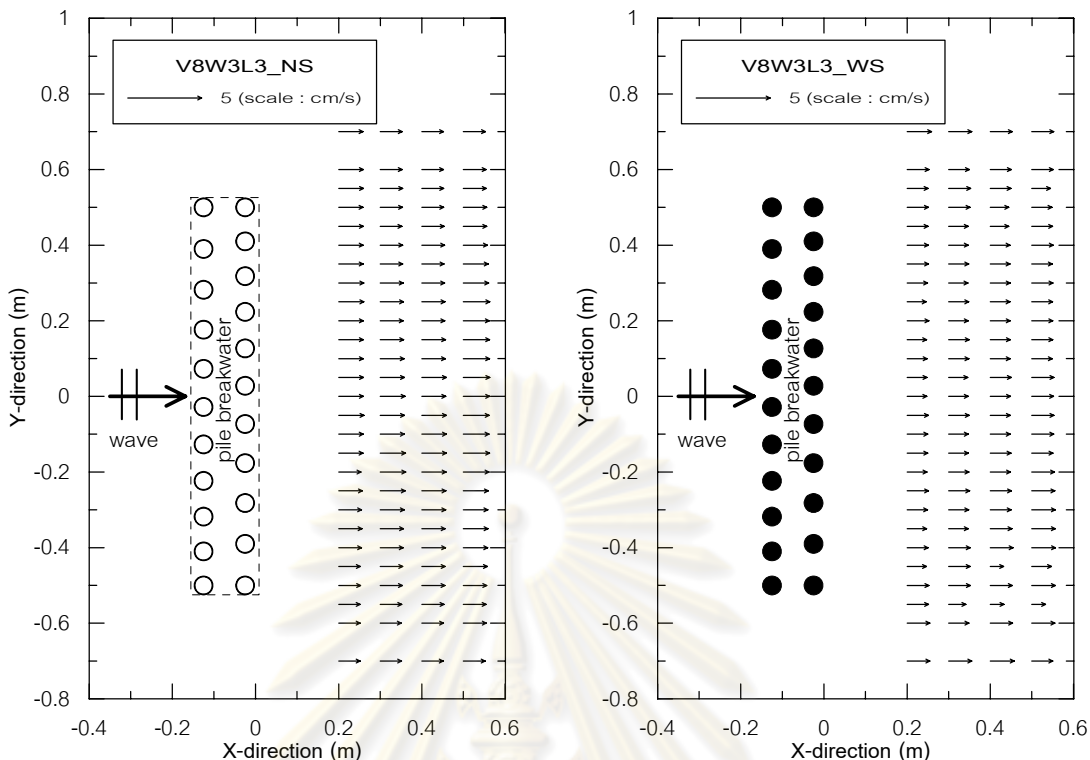 V8W3L3_NS
5 (scale : cm/s)
1
0.8
0.6
0.4
0.2
0
-0.2
-0.4
-0.6
-0.8
Y-direction (m)
wave
pile breakwater
-0.4 -0.2 0 0.2 0.4 0.6
X-direction (m)
V8W3L3_WS
5 (scale : cm/s)
1
0.8
0.6
0.4
0.2
0
-0.2
-0.4
-0.6
-0.8
Y-direction (m)
wave
pile breakwater
-0.4 -0.2 0 0.2 0.4 0.6
X-direction (m)